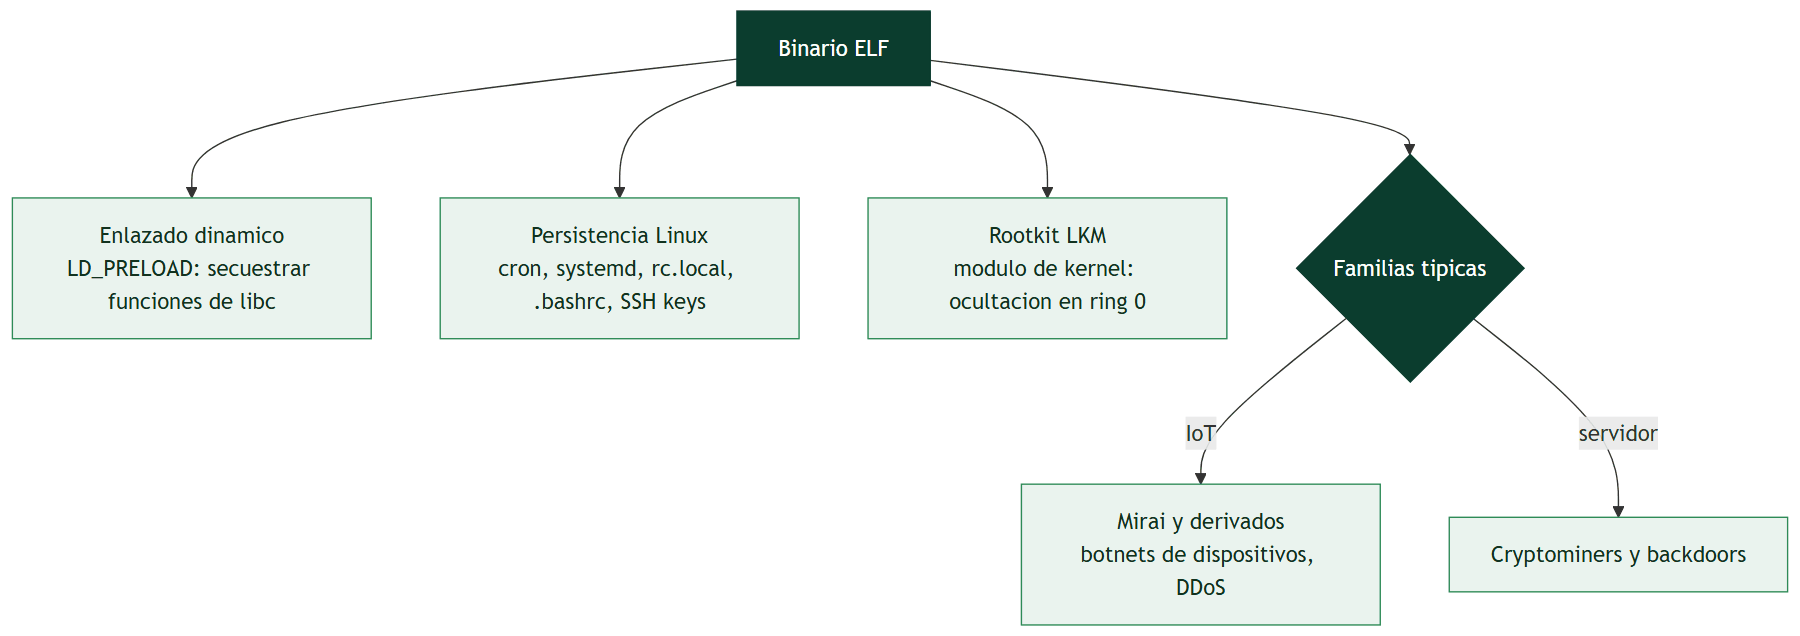 Binario ELF
Enlazado dinamico
LD_PRELOAD: secuestrar
funciones de libc
Persistencia Linux
cron, systemd, rc.local,
.bashrc, SSH keys
Rootkit LKM
modulo de kernel:
ocultacion en ring 0
Familias tipicas
IoT
servidor
Mirai y derivados
botnets de dispositivos,
DDoS
Cryptominers y backdoors